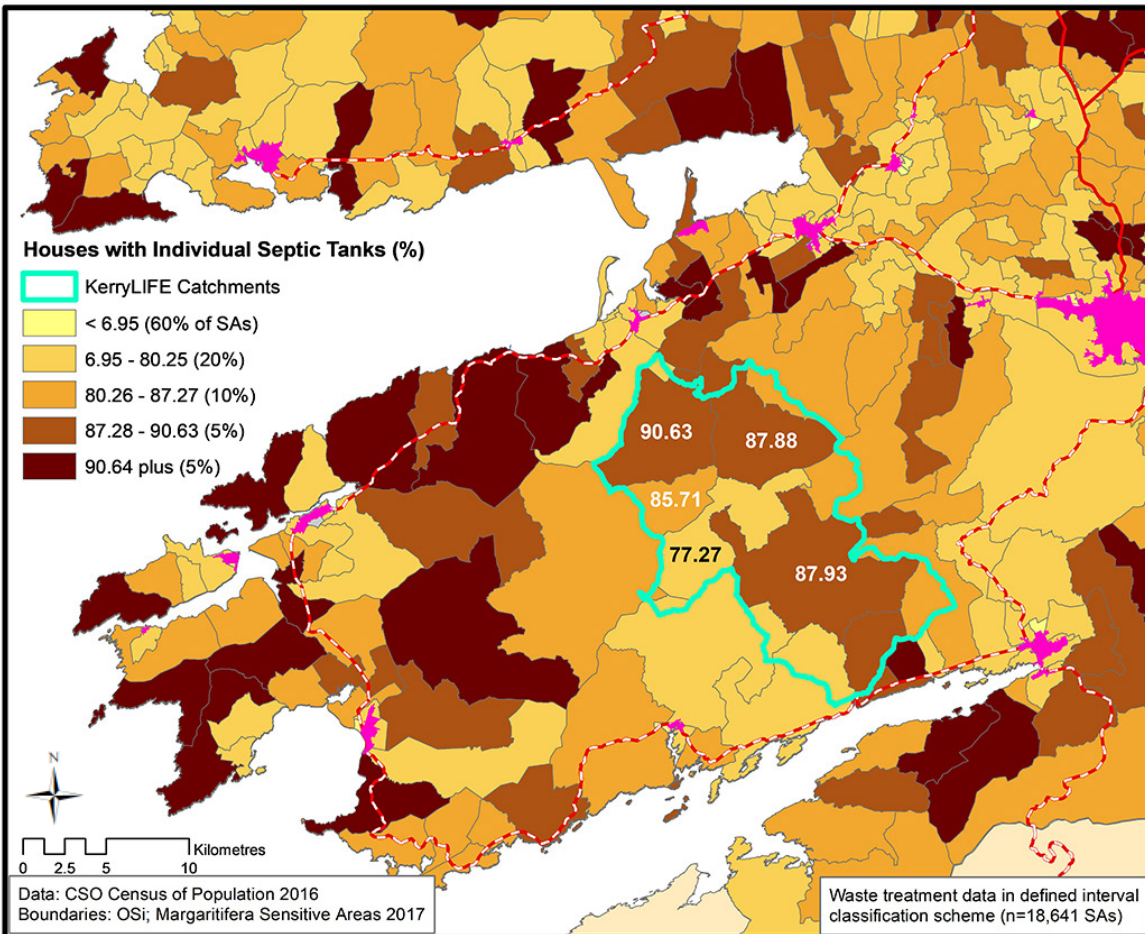 Houses with Individual Septic Tanks (%)
KerryLIFE Catchments
< 6.95 (60% of SAs)
6.95 - 80.25 (20%)
80.26 - 87.27 (10%)
87.28 - 90.63 (5%)
90.64 plus (5%)
90.63
87.88
85.71
77.27
87.93
N
Kilometres
0 2.5 5 10
Data: CSO Census of Population 2016
Boundaries: OSi; Margaritifera Sensitive Areas 2017
Waste treatment data in defined interval
classification scheme (n=18,641 SAs)